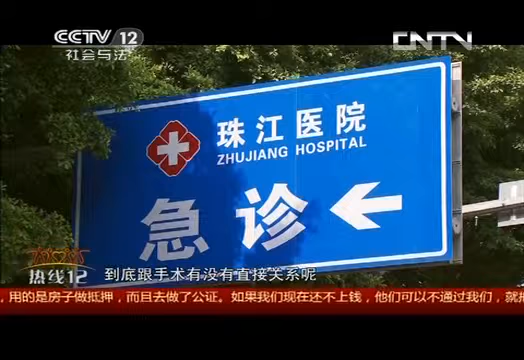 CCTV 12
社会与法
CNTV
珠江医院
ZHUJIANG HOSPITAL
急诊
热线12
到底跟手术有没有直接关系呢
，用的是房子做抵押，而且去做了公证。如果我们现在还不上钱，他们可以不通过我们，就